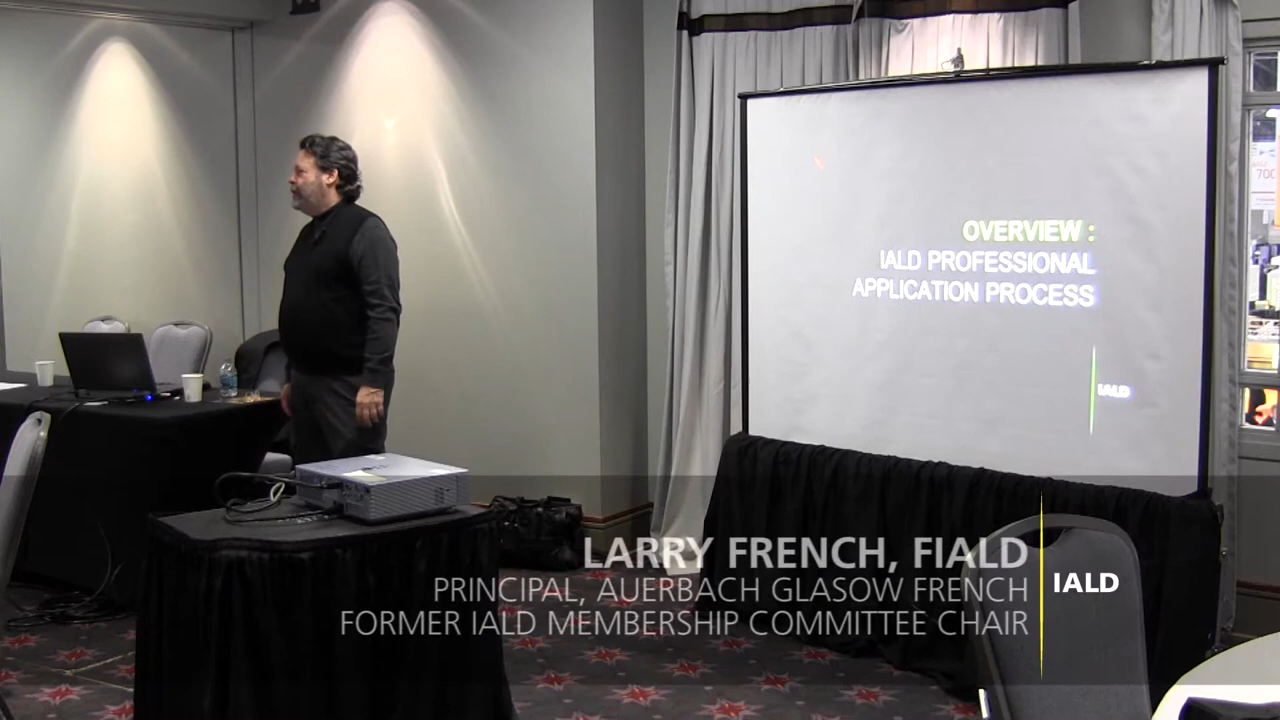 OVERVIEW :
IALD PROFESSIONAL
APPLICATION PROCESS
IALD
700
LARRY FRENCH, FIALD
PRINCIPAL, AUERBACH GLASOW FRENCH
FORMER IALD MEMBERSHIP COMMITTEE CHAIR
IALD